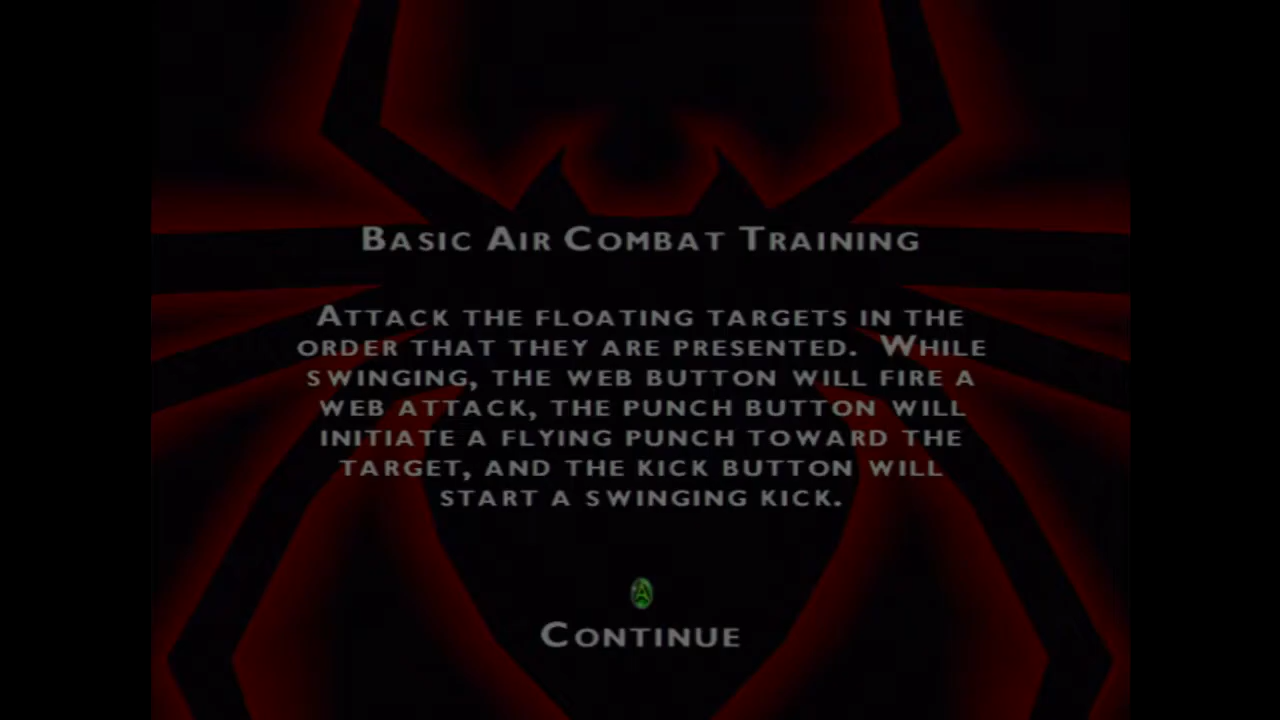 BASIC AIR COMBAT TRAINING
ATTACK THE FLOATING TARGETS IN THE
ORDER THAT THEY ARE PRESENTED. WHILE
SWINGING, THE WEB BUTTON WILL FIRE A
WEB ATTACK, THE PUNCH BUTTON WILL
INITIATE A FLYING PUNCH TOWARD THE
TARGET, AND THE KICK BUTTON WILL
START A SWINGING KICK.
A
CONTINUE